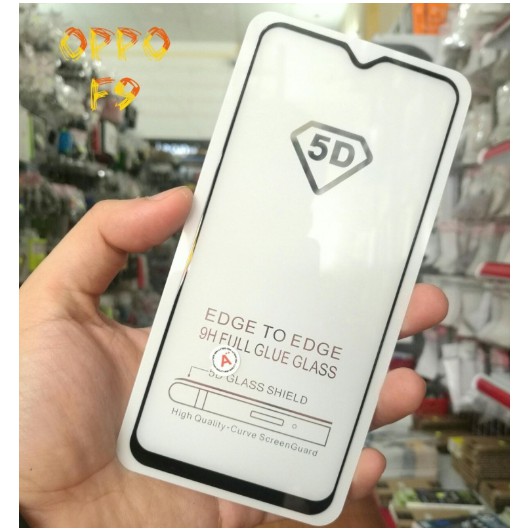 OPPO
F9
5D
EDGE TO EDGE
9H FULL GLUE GLASS
A
5D GLASS SHIELD
High Quality-Curve ScreenGuard